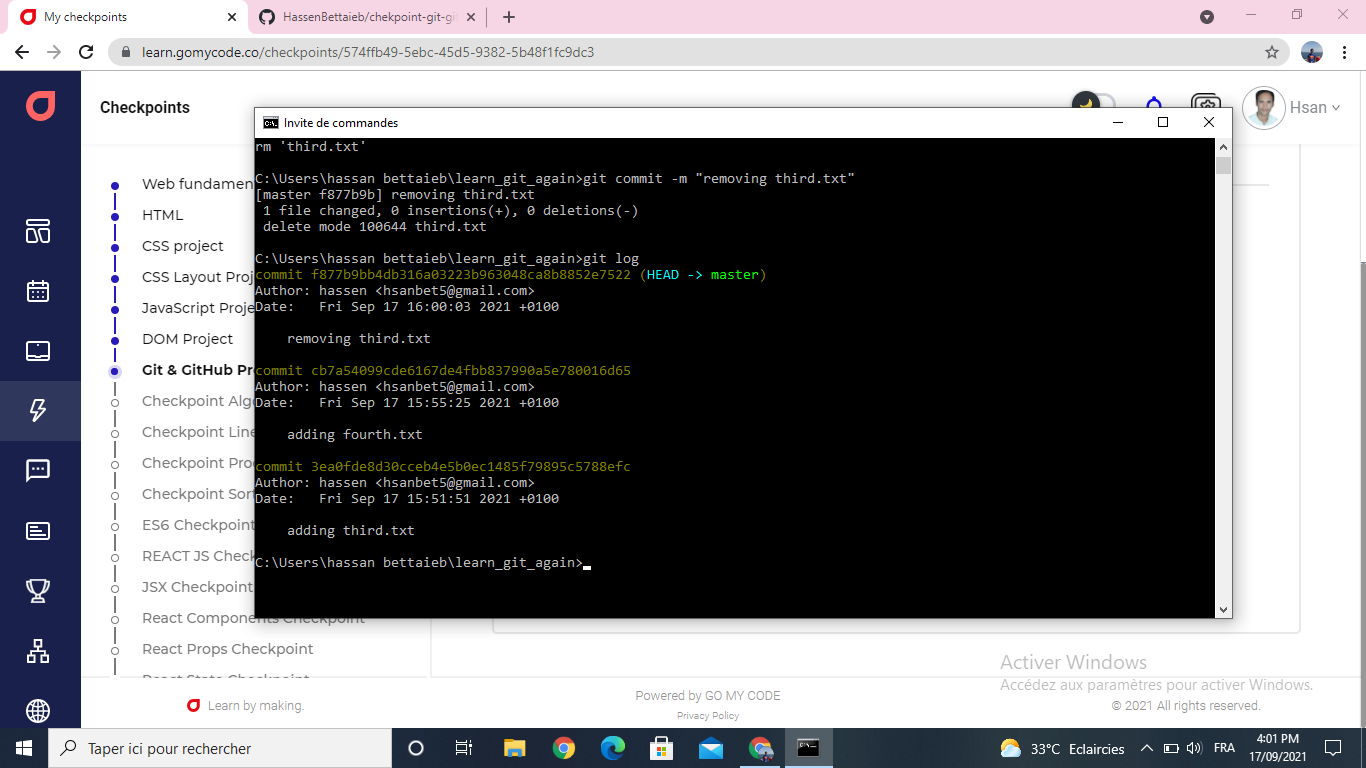 My checkpoints
HassenBettaieb/chekpoint-git-gi
learn.gomycode.co/checkpoints/574ffb49-5ebc-45d5-9382-5b48f1fc9dc3
Checkpoints
Hsan
Web fundamen
HTML
CSS project
CSS Layout Proj
JavaScript Proje
DOM Project
Git & GitHub Pr
Checkpoint Algo
Checkpoint Line
Checkpoint Pro
Checkpoint Sor
ES6 Checkpoint
REACT JS Check
JSX Checkpoint
React Components Checkpoint
React Props Checkpoint
React State Checkpoint
Invite de commandes
rm 'third.txt'
C:\Users\hassan bettaieb\learn_git_again>git commit -m "removing third.txt"
[master f877b9b] removing third.txt
1 file changed, 0 insertions(+), 0 deletions(-)
delete mode 100644 third.txt
C:\Users\hassan bettaieb\learn_git_again>git log
commit f877b9bb4db316a03223b963048ca8b8852e7522 (HEAD -> master)
Author: hassen <hsanbet5@gmail.com>
Date:   Fri Sep 17 16:00:03 2021 +0100
removing third.txt
commit cb7a54099cde6167de4fbb837990a5e780016d65
Author: hassen <hsanbet5@gmail.com>
Date:   Fri Sep 17 15:55:25 2021 +0100
adding fourth.txt
commit 3ea0fde8d30cceb4e5b0ec1485f79895c5788efc
Author: hassen <hsanbet5@gmail.com>
Date:   Fri Sep 17 15:51:51 2021 +0100
adding third.txt
C:\Users\hassan bettaieb\learn_git_again>
Learn by making.
Powered by GO MY CODE
Privacy Policy
Activer Windows
Accédez aux paramètres pour activer Windows.
© 2021 All rights reserved.
Taper ici pour rechercher
33°C Eclaircies
FRA
4:01 PM
17/09/2021